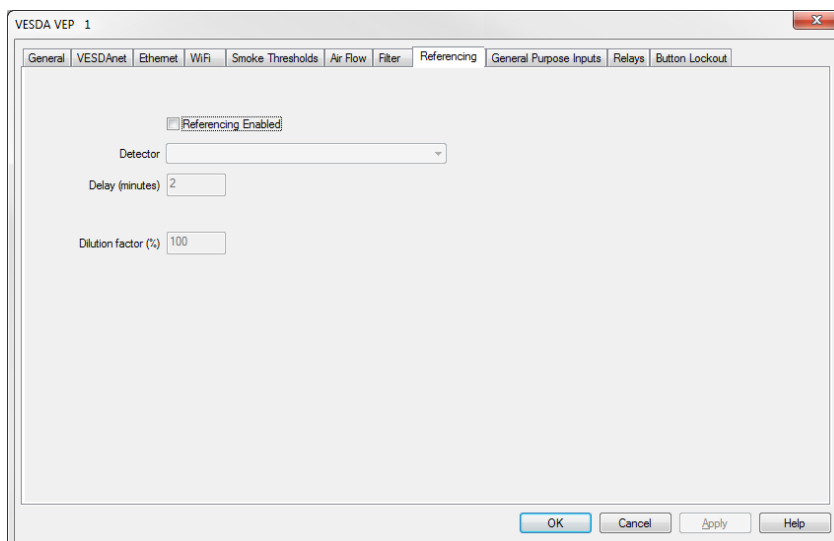 VESDA VEP 1
General VESDAnet Ethernet WiFi Smoke Thresholds Air Flow Filter Referencing General Purpose Inputs Relays Button Lockout
Referencing Enabled
Detector
Delay (minutes) 2
Dilution factor (%) 100
OK Cancel Apply Help